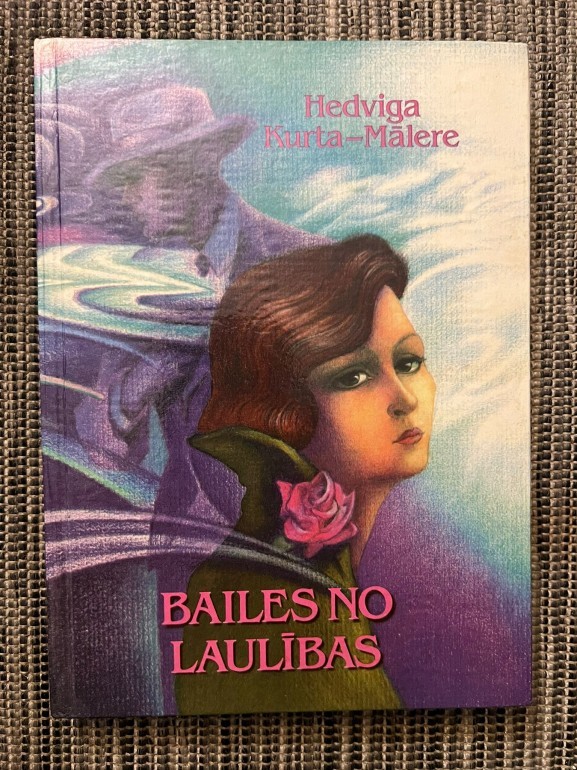 Hedviga
Kurta–Mālere
BAILES NO
LAULĪBAS